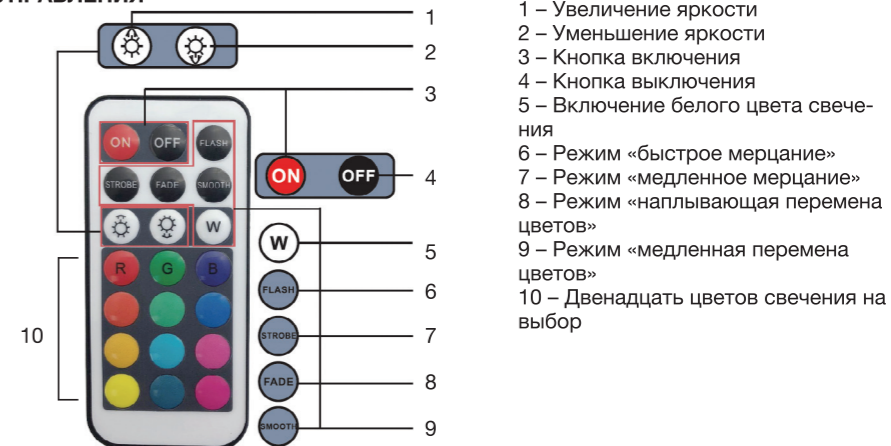 УПРАВЛЕНИЯ
1
2
3
ON
OFF
FLASH
STROBE
FADE
SMOOTH
W
R
G
B
ON
OFF
4
W
5
FLASH
6
STROBE
7
FADE
8
SMOOTH
9
10
1 – Увеличение яркости
2 – Уменьшение яркости
3 – Кнопка включения
4 – Кнопка выключения
5 – Включение белого цвета свече-
ния
6 – Режим «быстрое мерцание»
7 – Режим «медленное мерцание»
8 – Режим «наплывающая перемена
цветов»
9 – Режим «медленная перемена
цветов»
10 – Двенадцать цветов свечения на
выбор